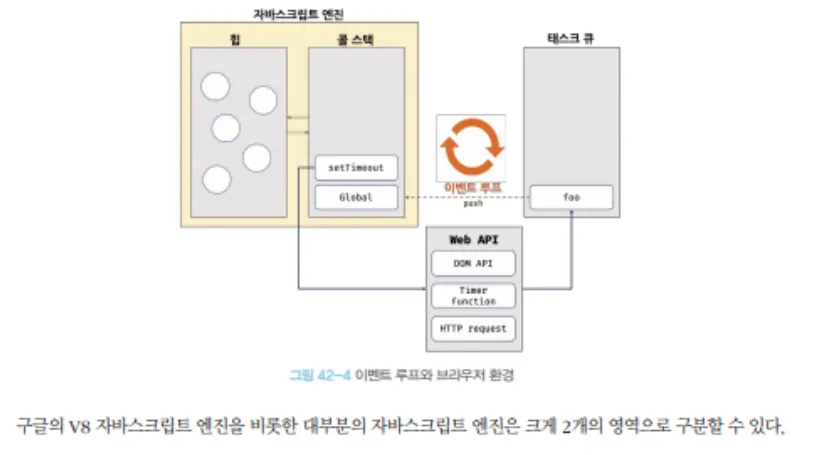 자바스크립트 엔진
힙
콜 스택
태스크 큐
setTimeout
Global
이벤트 루프
push
foo
Web API
DOM API
Timer
function
HTTP request
그림 42-4 이벤트 루프와 브라우저 환경
구글의 V8 자바스크립트 엔진을 비롯한 대부분의 자바스크립트 엔진은 크게 2개의 영역으로 구분할 수 있다.